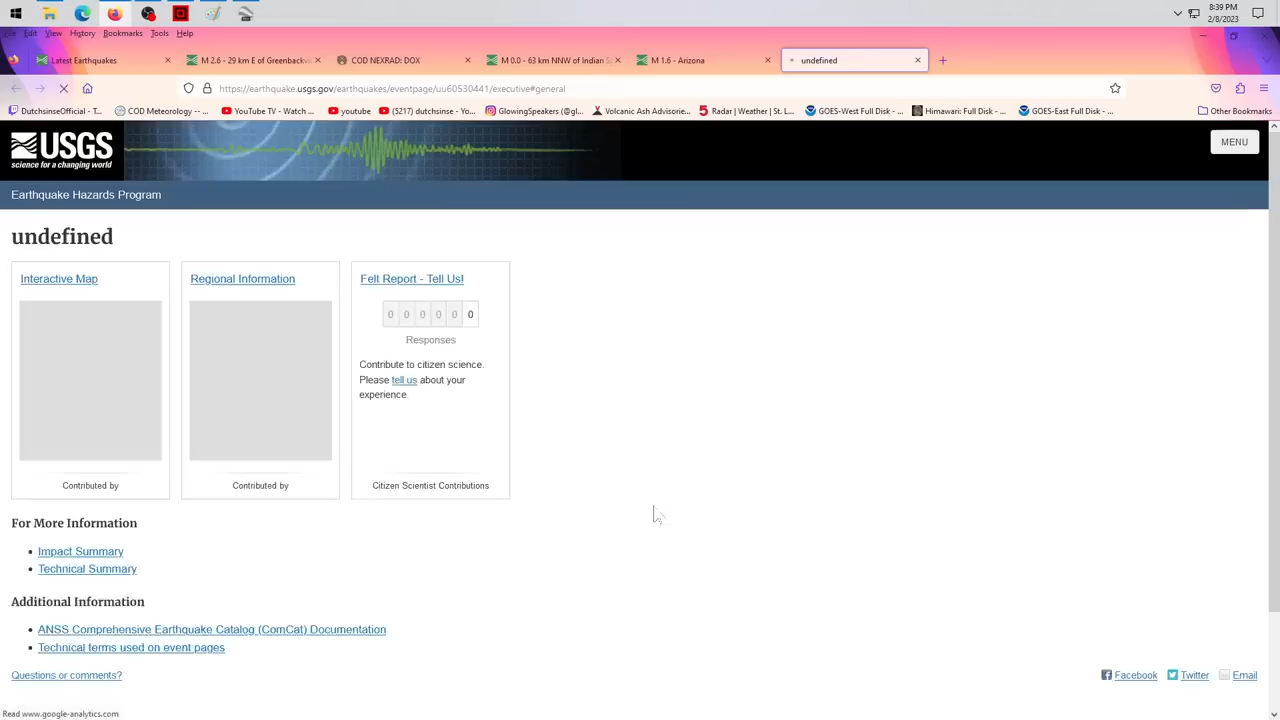 8:39 PM
2/8/2023
File Edit View History Bookmarks Tools Help
Latest Earthquakes
M 2.6 - 29 km E of Greenbackv
COD NEXRAD: DOX
M 0.0 - 63 km NNW of Indian S
M 1.6 - Arizona
undefined
https://earthquake.usgs.gov/earthquakes/eventpage/uu60530441/executive#general
DutchsinseOfficial - T...
COD Meteorology -- ...
YouTube TV - Watch ...
youtube
(5217) dutchsinse - Yo...
GlowingSpeakers (@gl...
Volcanic Ash Advisorie...
Radar | Weather | St. L...
GOES-West Full Disk - ...
Himawari: Full Disk - ...
GOES-East Full Disk - ...
Other Bookmarks
USGS
science for a changing world
MENU
Earthquake Hazards Program
undefined
Interactive Map
Contributed by
Regional Information
Contributed by
Felt Report - Tell Us!
0 0 0 0 0 0
Responses
Contribute to citizen science.
Please tell us about your
experience.
Citizen Scientist Contributions
For More Information
Impact Summary
Technical Summary
Additional Information
ANSS Comprehensive Earthquake Catalog (ComCat) Documentation
Technical terms used on event pages
Questions or comments?
Facebook Twitter Email
Read www.google-analytics.com